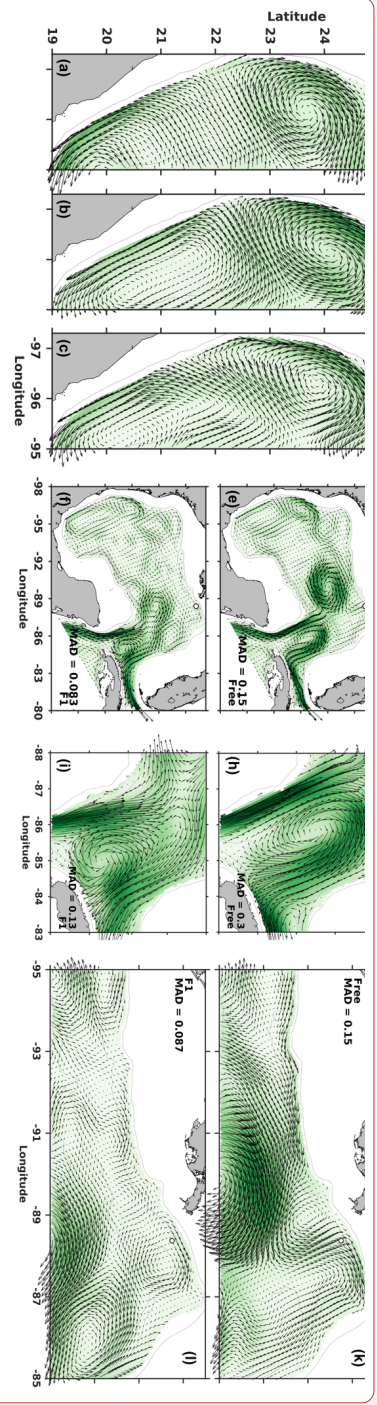 Latitude
19 20 21 22 23 24
(a)
(b)
(c)
-97 -96 -95
Longitude
(e)
MAD = 0.15
Free
(f)
MAD = 0.083
F1
-98 -95 -92 -89 -86 -83 -80
Longitude
(h)
MAD = 0.3
Free
(i)
MAD = 0.13
F1
-88 -87 -86 -85 -84 -83
Longitude
Free
MAD = 0.15
(k)
F1
MAD = 0.087
(l)
-95 -93 -91 -89 -87 -85
Longitude